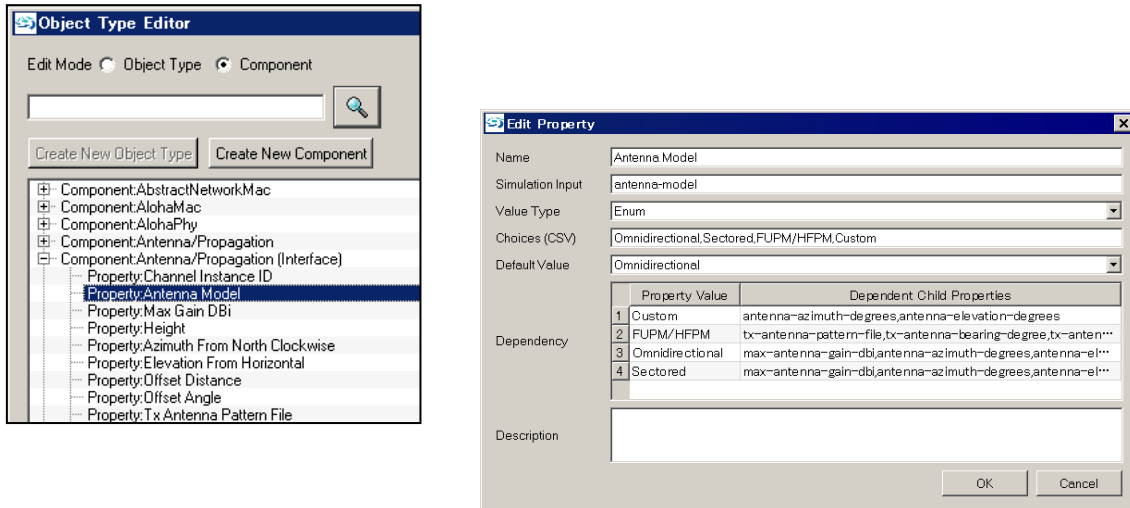 Object Type Editor
Edit Mode Object Type Component
Create New Object Type Create New Component
Component:AbstractNetworkMac
Component:AlohaMac
Component:AlohaPhy
Component:Antenna/Propagation
Component:Antenna/Propagation (Interface)
Property:Channel Instance ID
Property:Antenna Model
Property:Max Gain DBi
Property:Height
Property:Azimuth From North Clockwise
Property:Elevation From Horizontal
Property:Offset Distance
Property:Offset Angle
Property:Tx Antenna Pattern File
Edit Property
Name Antenna Model
Simulation Input antenna-model
Value Type Enum
Choices (CSV) Omnidirectional,Sectored,FUPM/HFPM,Custom
Default Value Omnidirectional
Property Value Dependent Child Properties
1 Custom antenna-azimuth-degrees,antenna-elevation-degrees
2 FUPM/HFPM tx-antenna-pattern-file,tx-antenna-bearing-degree,tx-anten…
Dependency
3 Omnidirectional max-antenna-gain-dbi,antenna-azimuth-degrees,antenna-el…
4 Sectored max-antenna-gain-dbi,antenna-azimuth-degrees,antenna-el…
Description
OK Cancel